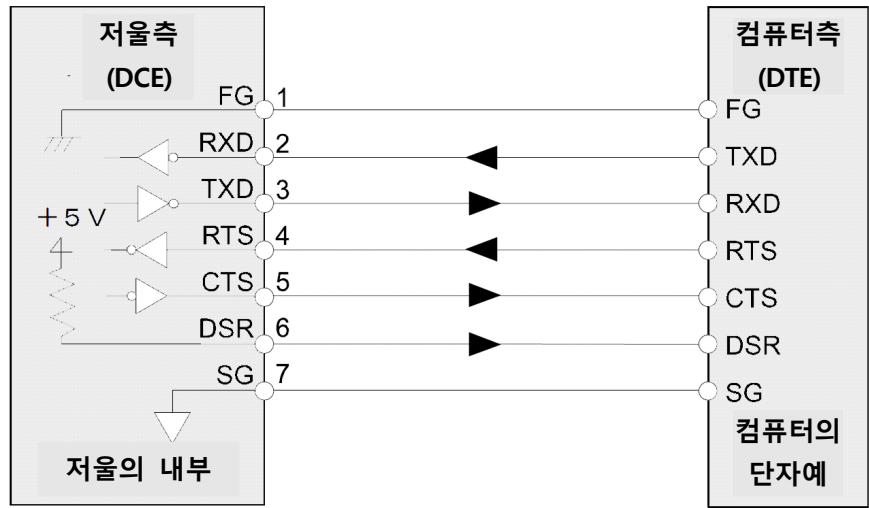 저울측
(DCE)
컴퓨터측
(DTE)
FG 1 FG
RXD 2 TXD
TXD 3 RXD
+5V
RTS 4 RTS
CTS 5 CTS
DSR 6 DSR
SG 7 SG
저울의 내부
컴퓨터의
단자예